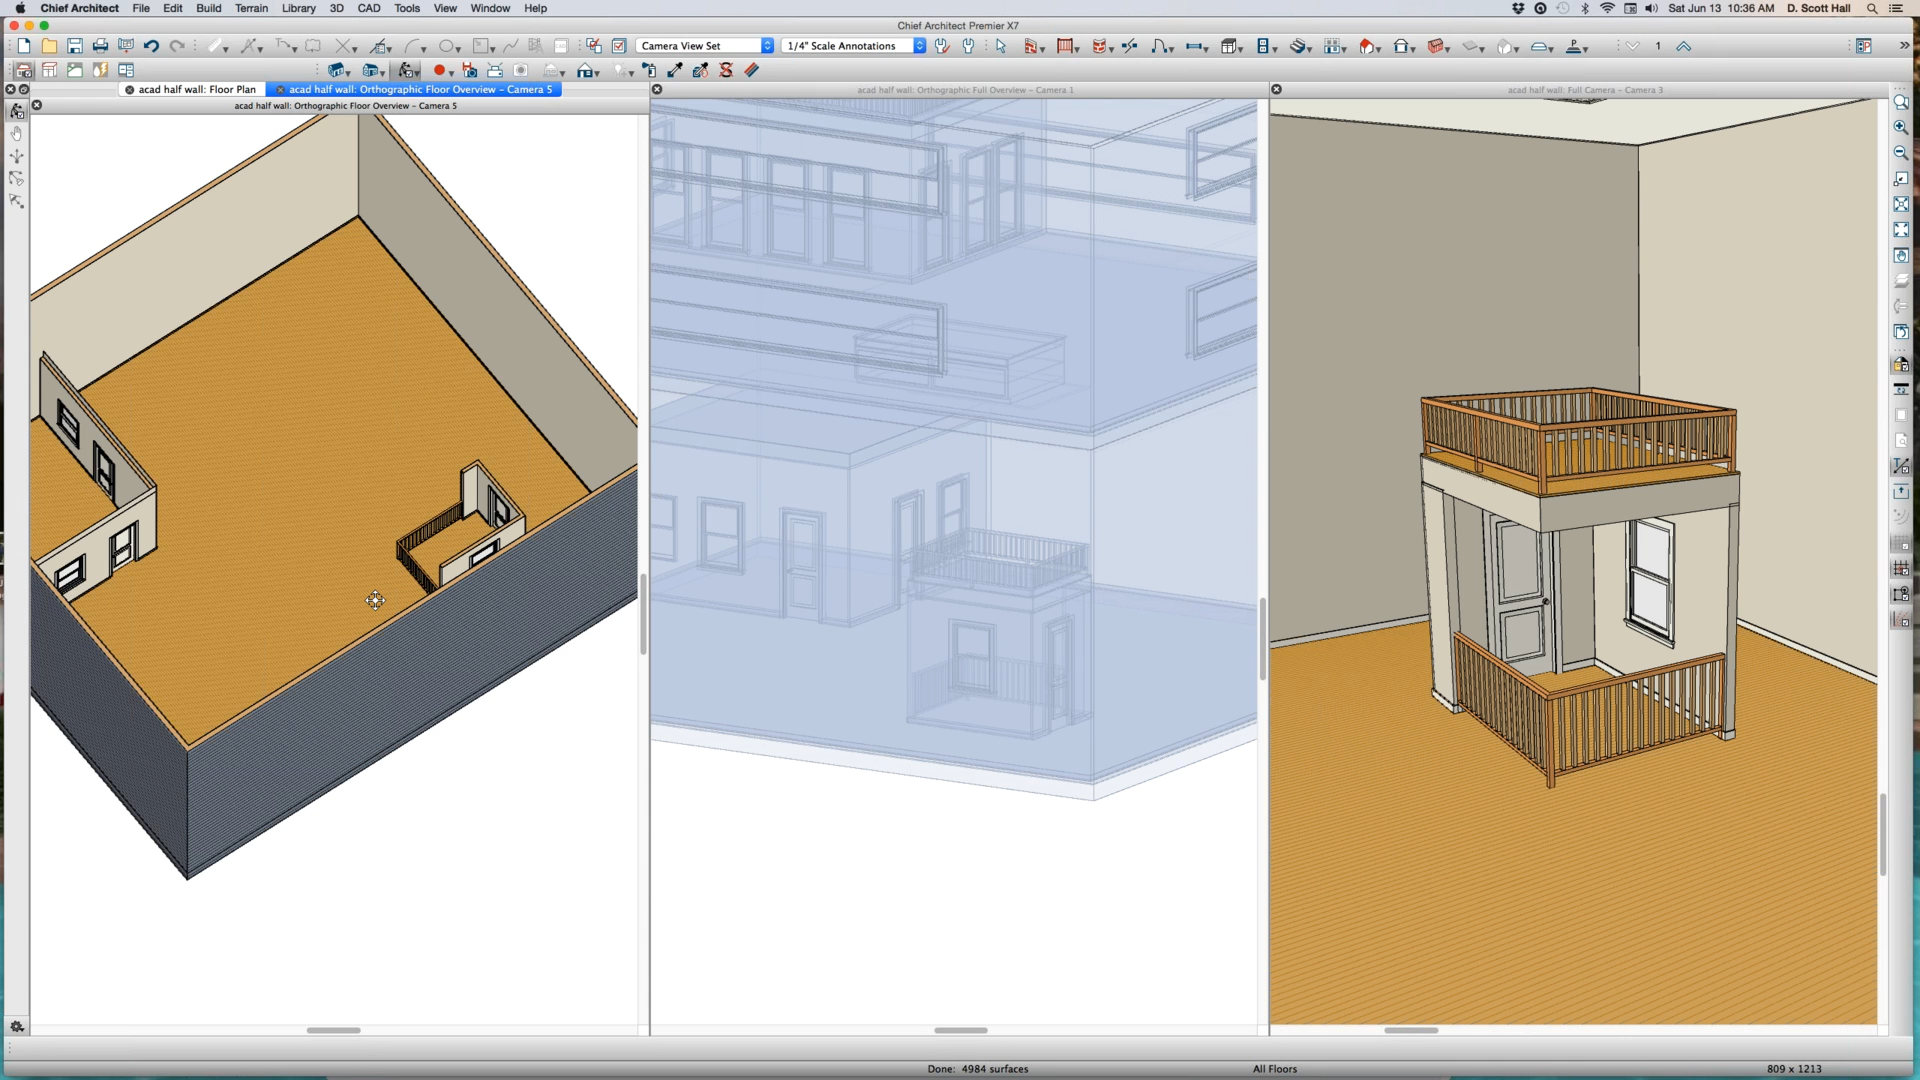 Chief Architect File Edit Build Terrain Library 3D CAD Tools View Window Help Sat Jun 13 10:36 AM D. Scott Hall
Chief Architect Premier X7
Camera View Set 1/4" Scale Annotations 1
acad half wall: Floor Plan acad half wall: Orthographic Floor Overview – Camera 5
acad half wall: Orthographic Full Overview – Camera 1
acad half wall: Full Camera – Camera 3
acad half wall: Orthographic Floor Overview – Camera 5
Done: 4984 surfaces All Floors 809 x 1213